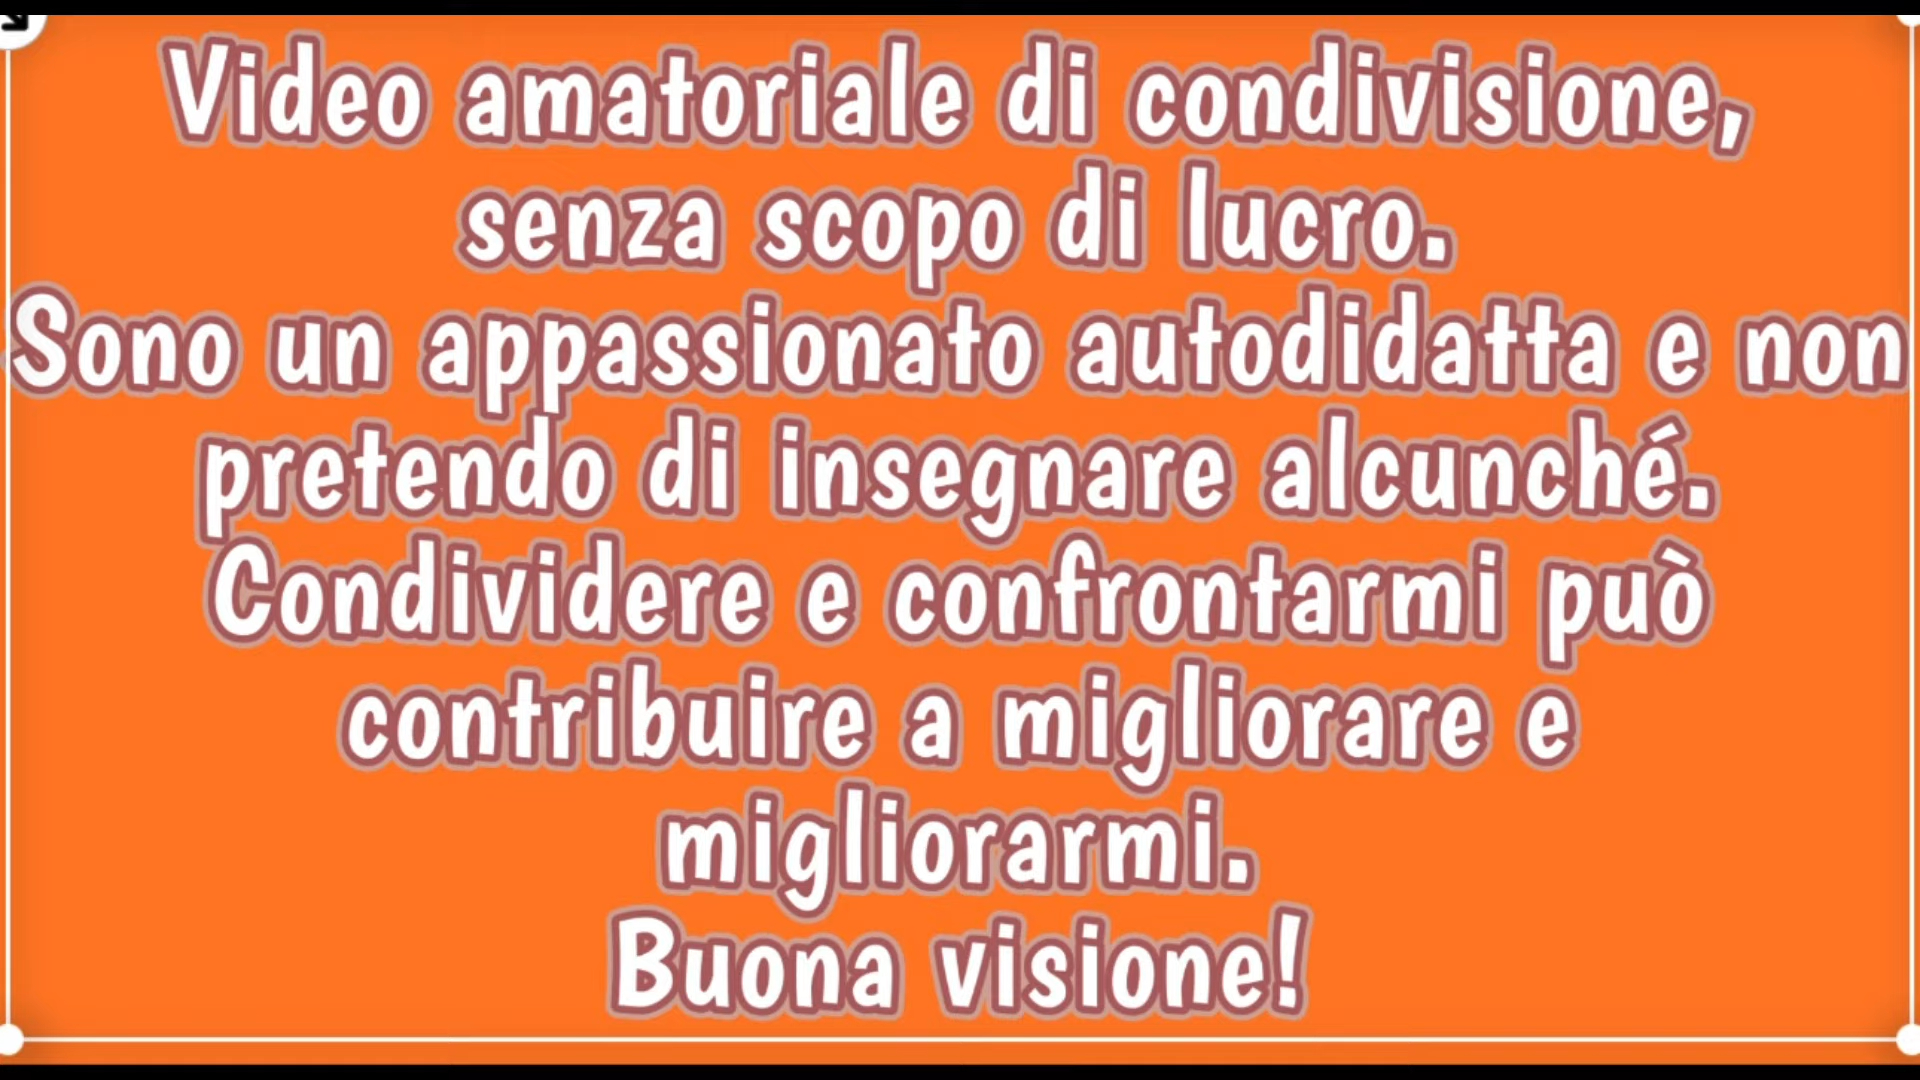 Video amatoriale di condivisione,
senza scopo di lucro.
Sono un appassionato autodidatta e non
pretendo di insegnare alcunché.
Condividere e confrontarmi può
contribuire a migliorare e
migliorarmi.
Buona visione!